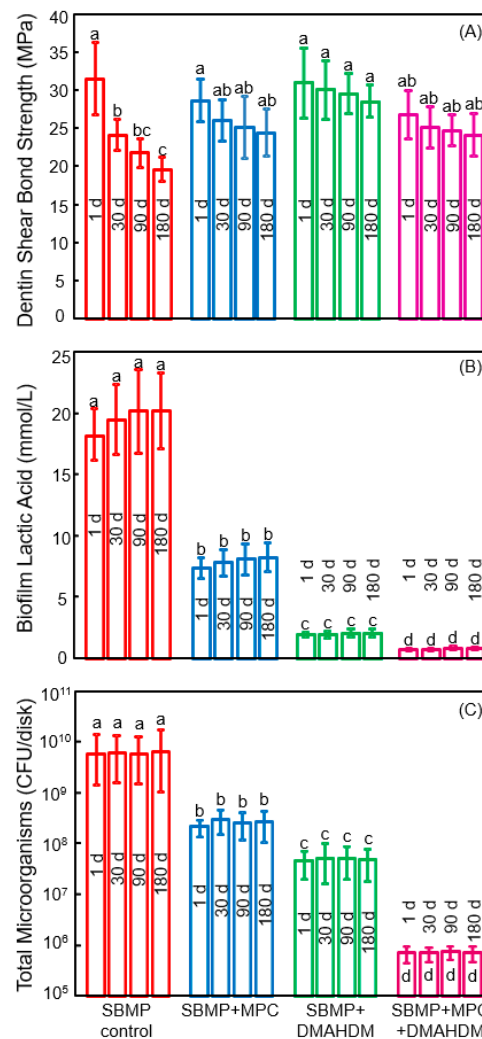 (A)
Dentin Shear Bond Strength (MPa)
40
35
30
25
20
15
10
5
0
a b bc c
a ab ab ab
a a a a
ab ab ab ab
1 d 30 d 90 d 180 d
1 d 30 d 90 d 180 d
1 d 30 d 90 d 180 d
1 d 30 d 90 d 180 d
(B)
Biofilm Lactic Acid (mmol/L)
25
20
15
10
5
0
a a a a
b b b b
c c c c
d d d d
1 d 30 d 90 d 180 d
1 d 30 d 90 d 180 d
1 d 30 d 90 d 180 d
1 d 30 d 90 d 180 d
(C)
Total Microorganisms (CFU/disk)
10¹¹
10¹⁰
10⁹
10⁸
10⁷
10⁶
10⁵
a a a a
b b b b
c c c c
1 d 30 d 90 d 180 d
1 d 30 d 90 d 180 d
1 d 30 d 90 d 180 d
1 d 30 d 90 d 180 d
d d d d
SBMP
control
SBMP+MPC
SBMP+
DMAHDM
SBMP+MPC
+DMAHDM